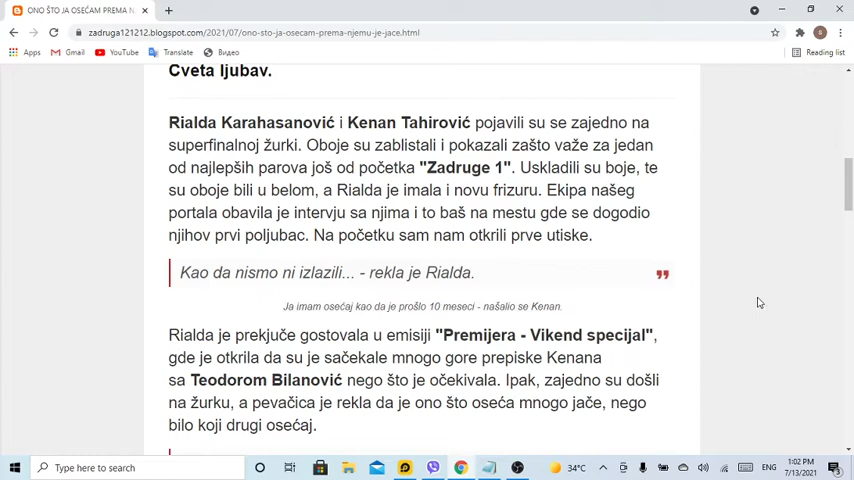 ONO ŠTO JA OSEĆAM PREMA N
zadruga121212.blogspot.com/2021/07/ono-sto-ja-osecam-prema-njemu-je-jace.html
Apps Gmail YouTube Translate Видео Reading list
Cveta ljubav.
Rialda Karahasanović i Kenan Tahirović pojavili su se zajedno na
superfinalnoj žurki. Oboje su zablistali i pokazali zašto važe za jedan
od najlepših parova još od početka "Zadruge 1". Uskladili su boje, te
su oboje bili u belom, a Rialda je imala i novu frizuru. Ekipa našeg
portala obavila je intervju sa njima i to baš na mestu gde se dogodio
njihov prvi poljubac. Na početku sam nam otkrili prve utiske.
Kao da nismo ni izlazili... - rekla je Rialda.
Ja imam osećaj kao da je prošlo 10 meseci - našalio se Kenan.
Rialda je prekjuče gostovala u emisiji "Premijera - Vikend specijal",
gde je otkrila da su je sačekale mnogo gore prepiske Kenana
sa Teodorom Bilanović nego što je očekivala. Ipak, zajedno su došli
na žurku, a pevačica je rekla da je ono što oseća mnogo jače, nego
bilo koji drugi osećaj.
Type here to search
34°C
ENG
1:02 PM
7/13/2021
3